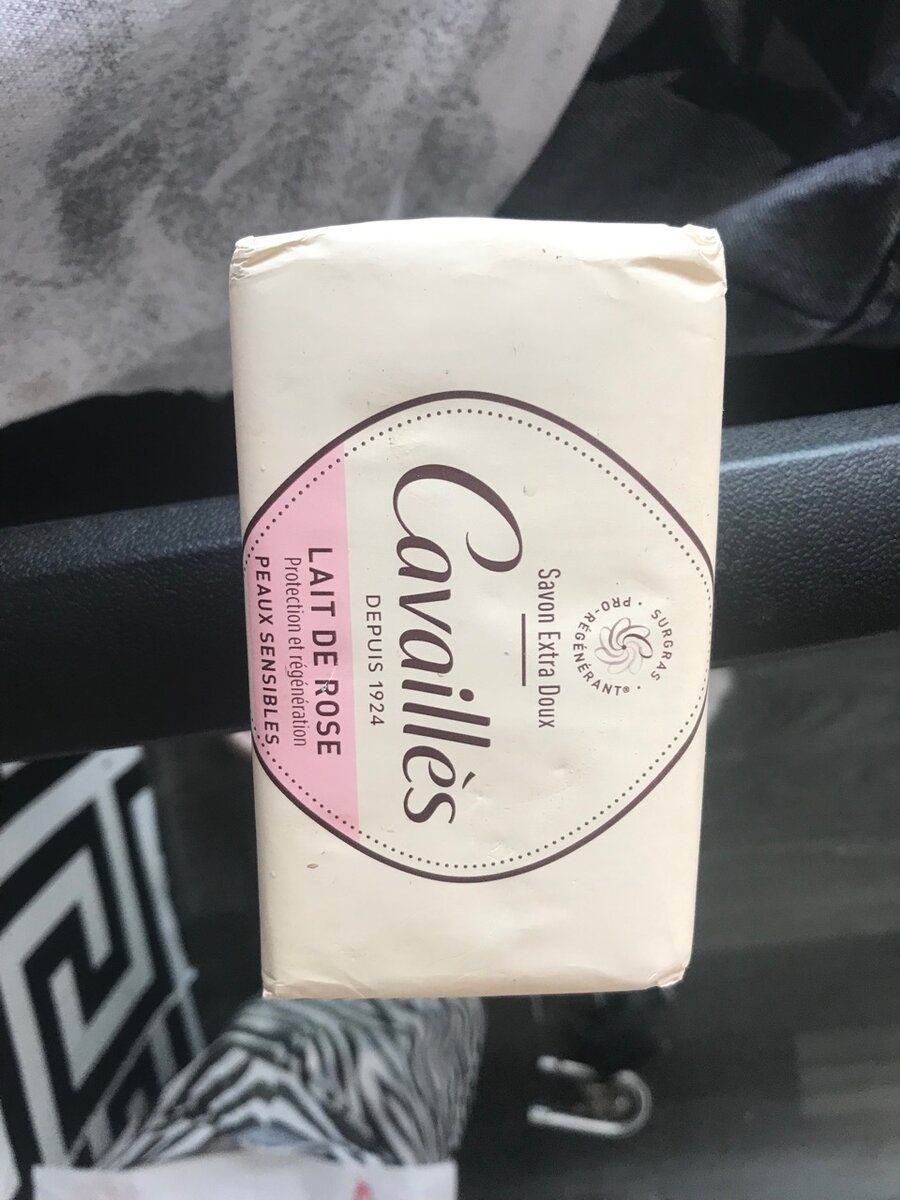 • SURGRAS •
PRO-RÉGÉNÉRANT®
Savon Extra Doux
Cavaillès
DEPUIS 1924
LAIT DE ROSE
Protection et régénération
PEAUX SENSIBLES